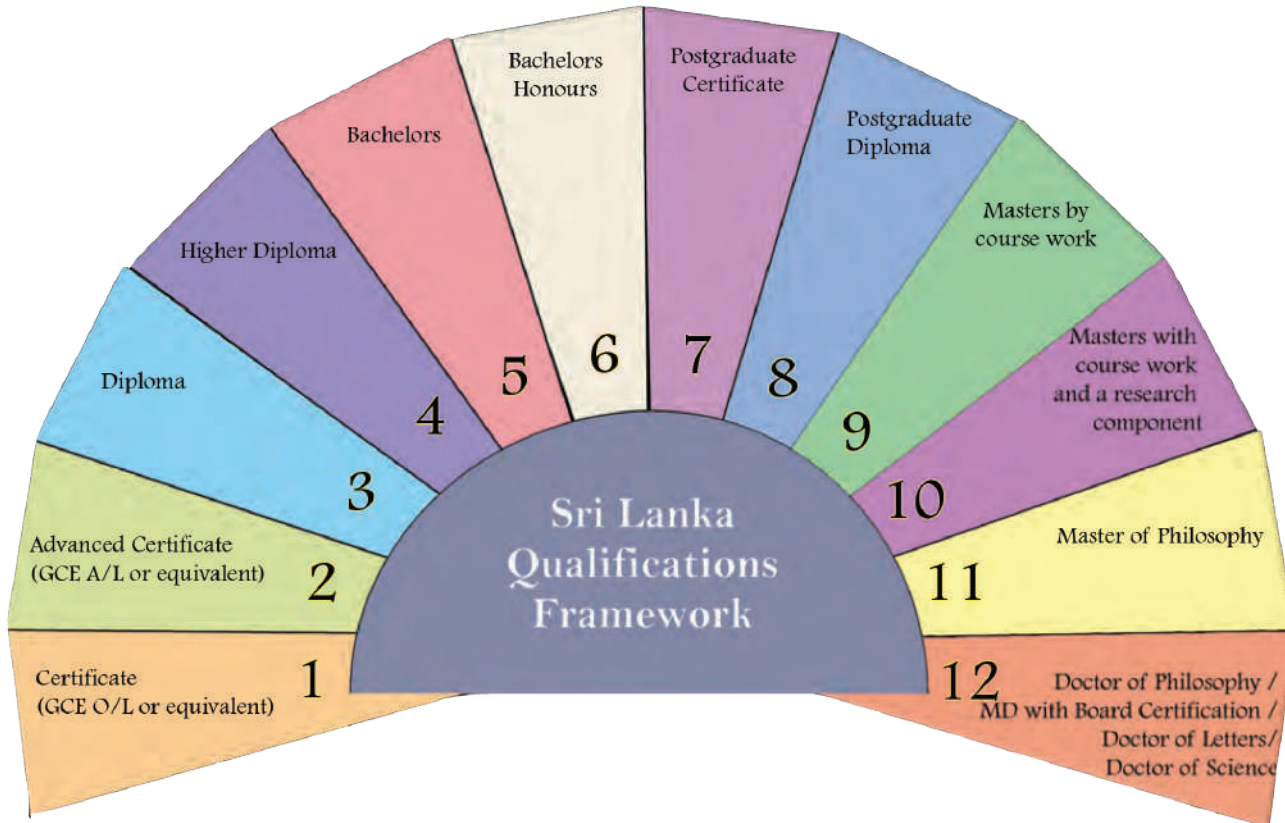 Certificate
(GCE O/L or equivalent)
1
Advanced Certificate
(GCE A/L or equivalent)
2
Diploma
3
Higher Diploma
4
Bachelors
5
Bachelors
Honours
6
Postgraduate
Certificate
7
Postgraduate
Diploma
8
Masters by
course work
9
Masters with
course work
and a research
component
10
Master of Philosophy
11
12
Doctor of Philosophy /
MD with Board Certification /
Doctor of Letters/
Doctor of Science
Sri Lanka
Qualifications
Framework